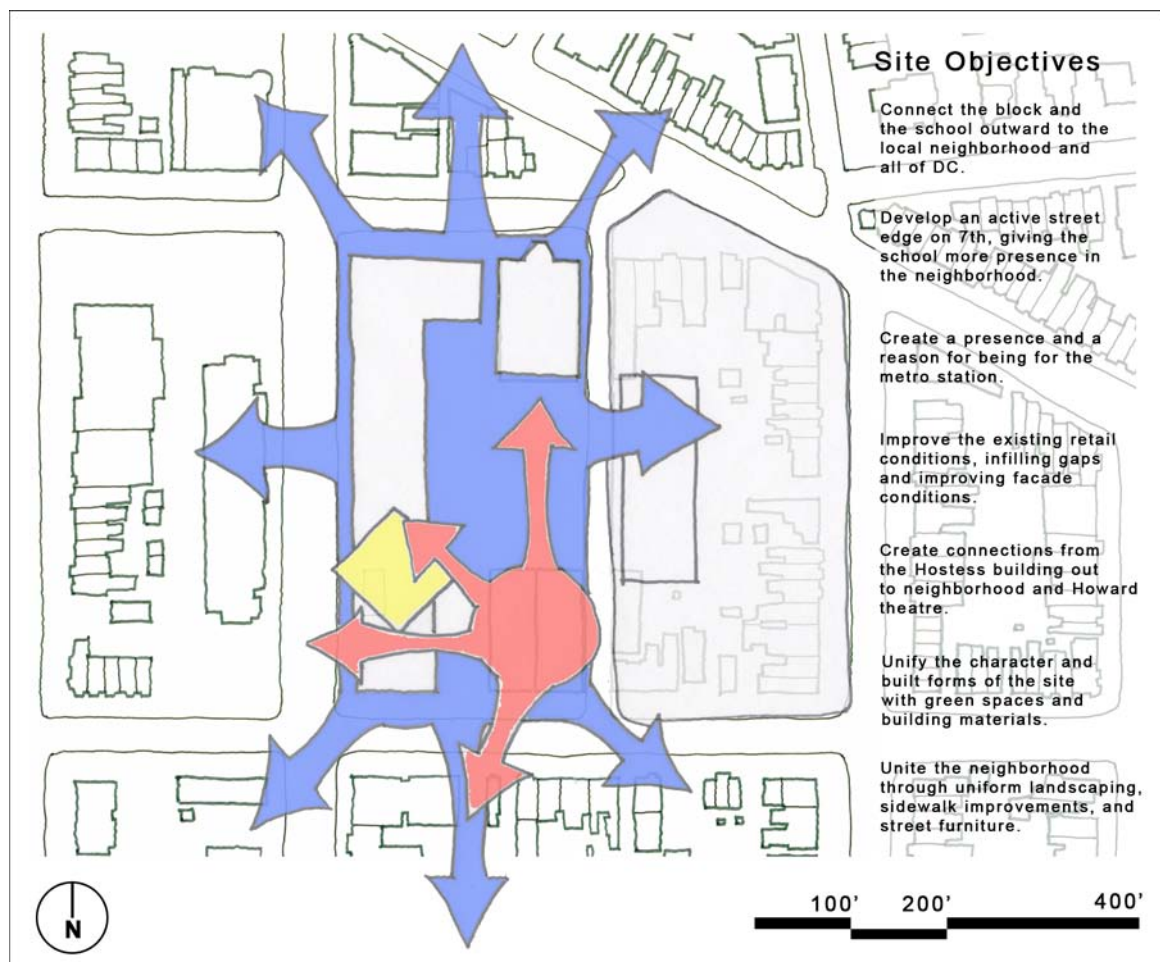 Site Objectives
Connect the block and
the school outward to the
local neighborhood and
all of DC.
Develop an active street
edge on 7th, giving the
school more presence in
the neighborhood.
Create a presence and a
reason for being for the
metro station.
Improve the existing retail
conditions, infilling gaps
and improving facade
conditions.
Create connections from
the Hostess building out
to neighborhood and Howard
theatre.
Unify the character and
built forms of the site
with green spaces and
building materials.
Unite the neighborhood
through uniform landscaping,
sidewalk improvements, and
street furniture.
N
100' 200' 400'